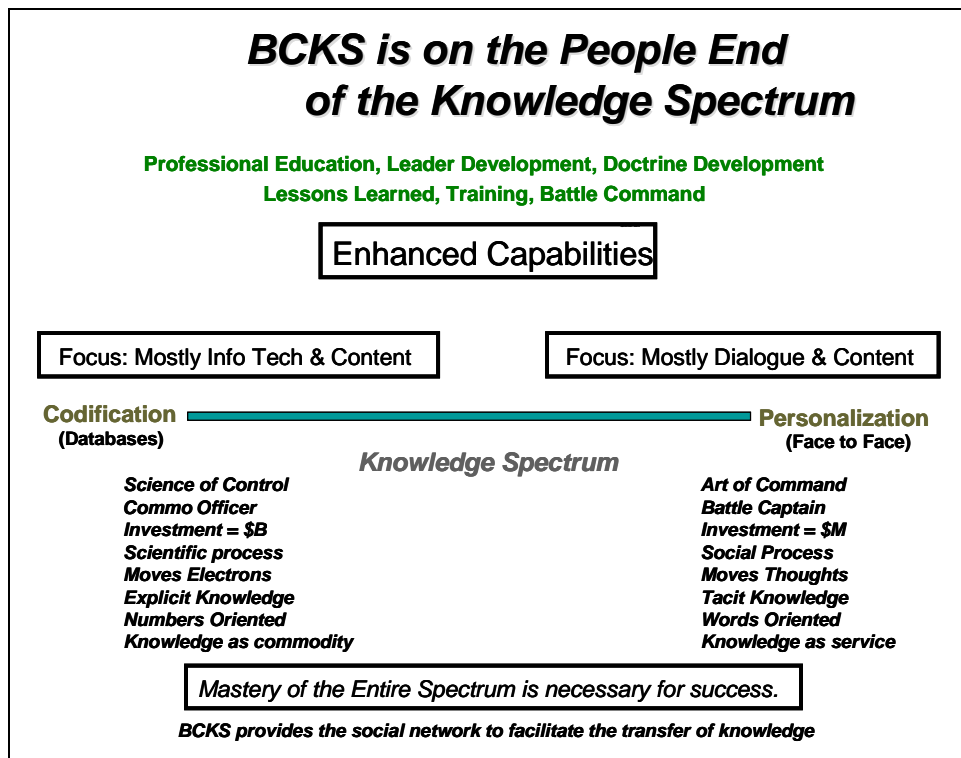 BCKS is on the People End
of the Knowledge Spectrum
Professional Education, Leader Development, Doctrine Development
Lessons Learned, Training, Battle Command
Enhanced Capabilities
Focus: Mostly Info Tech & Content
Focus: Mostly Dialogue & Content
Codification
(Databases)
Personalization
(Face to Face)
Knowledge Spectrum
Science of Control
Commo Officer
Investment = $B
Scientific process
Moves Electrons
Explicit Knowledge
Numbers Oriented
Knowledge as commodity
Art of Command
Battle Captain
Investment = $M
Social Process
Moves Thoughts
Tacit Knowledge
Words Oriented
Knowledge as service
Mastery of the Entire Spectrum is necessary for success.
BCKS provides the social network to facilitate the transfer of knowledge